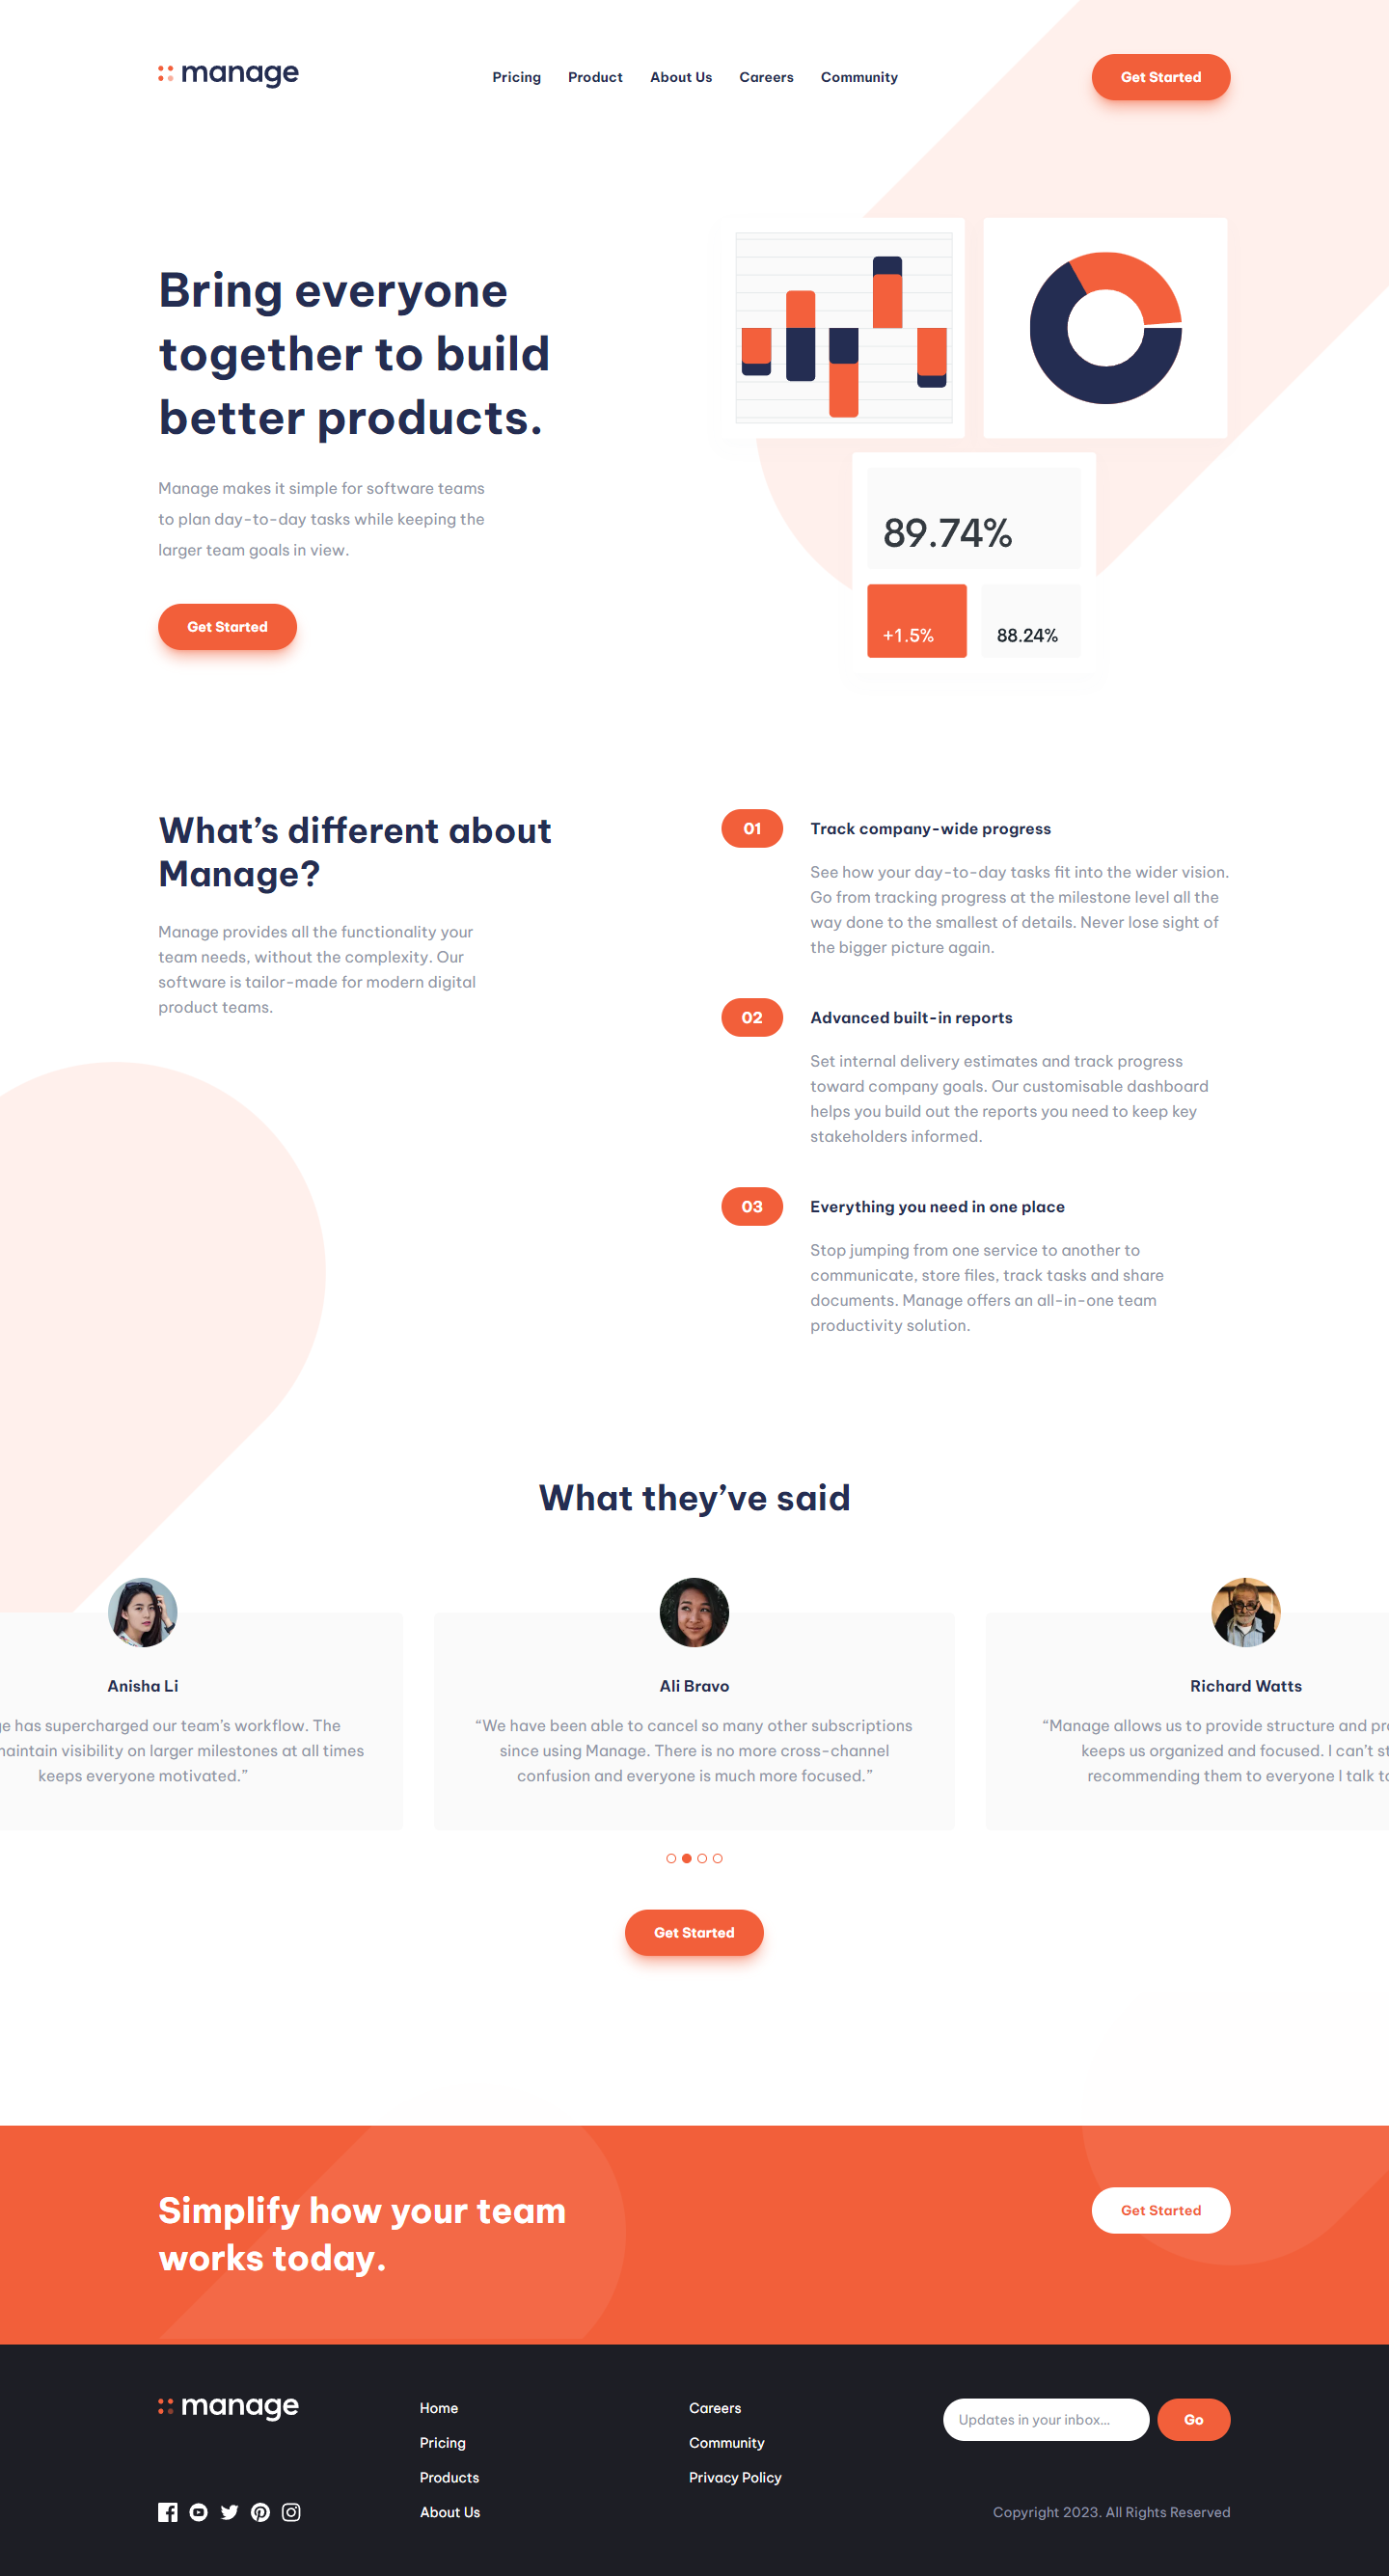 manage
Pricing Product About Us Careers Community
Get Started
Bring everyone
together to build
better products.
Manage makes it simple for software teams
to plan day-to-day tasks while keeping the
larger team goals in view.
Get Started
89.74%
+1.5%
88.24%
What’s different about
Manage?
Manage provides all the functionality your
team needs, without the complexity. Our
software is tailor-made for modern digital
product teams.
01 Track company-wide progress
See how your day-to-day tasks fit into the wider vision.
Go from tracking progress at the milestone level all the
way done to the smallest of details. Never lose sight of
the bigger picture again.
02 Advanced built-in reports
Set internal delivery estimates and track progress
toward company goals. Our customisable dashboard
helps you build out the reports you need to keep key
stakeholders informed.
03 Everything you need in one place
Stop jumping from one service to another to
communicate, store files, track tasks and share
documents. Manage offers an all-in-one team
productivity solution.
What they’ve said
Anisha Li
has supercharged our team’s workflow. The
maintain visibility on larger milestones at all times
keeps everyone motivated.”
Ali Bravo
“We have been able to cancel so many other subscriptions
since using Manage. There is no more cross-channel
confusion and everyone is much more focused.”
Richard Watts
“Manage allows us to provide structure and
keeps us organized and focused. I can’t
recommending them to everyone I talk
Get Started
Simplify how your team
works today.
Get Started
manage
Home
Pricing
Products
About Us
Careers
Community
Privacy Policy
Updates in your inbox…
Go
Copyright 2023. All Rights Reserved